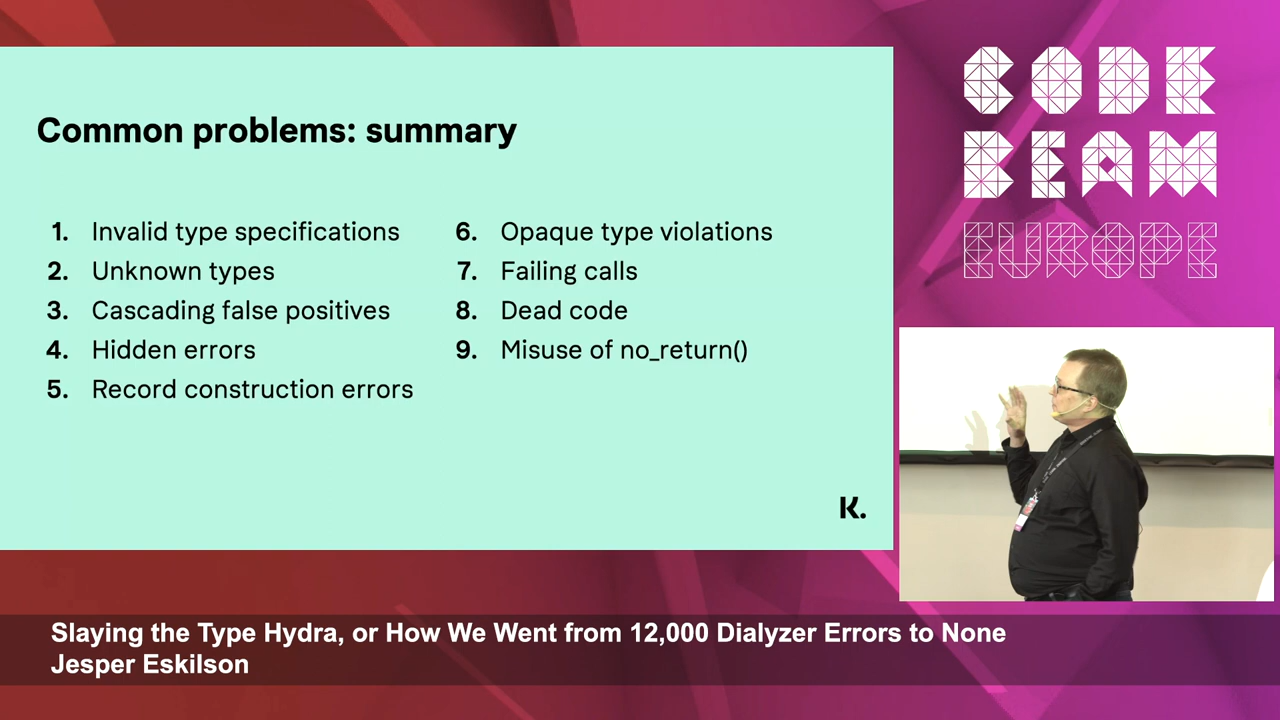 Common problems: summary
1. Invalid type specifications
2. Unknown types
3. Cascading false positives
4. Hidden errors
5. Record construction errors
6. Opaque type violations
7. Failing calls
8. Dead code
9. Misuse of no_return()
K.
CODE
BEAM
EUROPE
Slaying the Type Hydra, or How We Went from 12,000 Dialyzer Errors to None
Jesper Eskilson